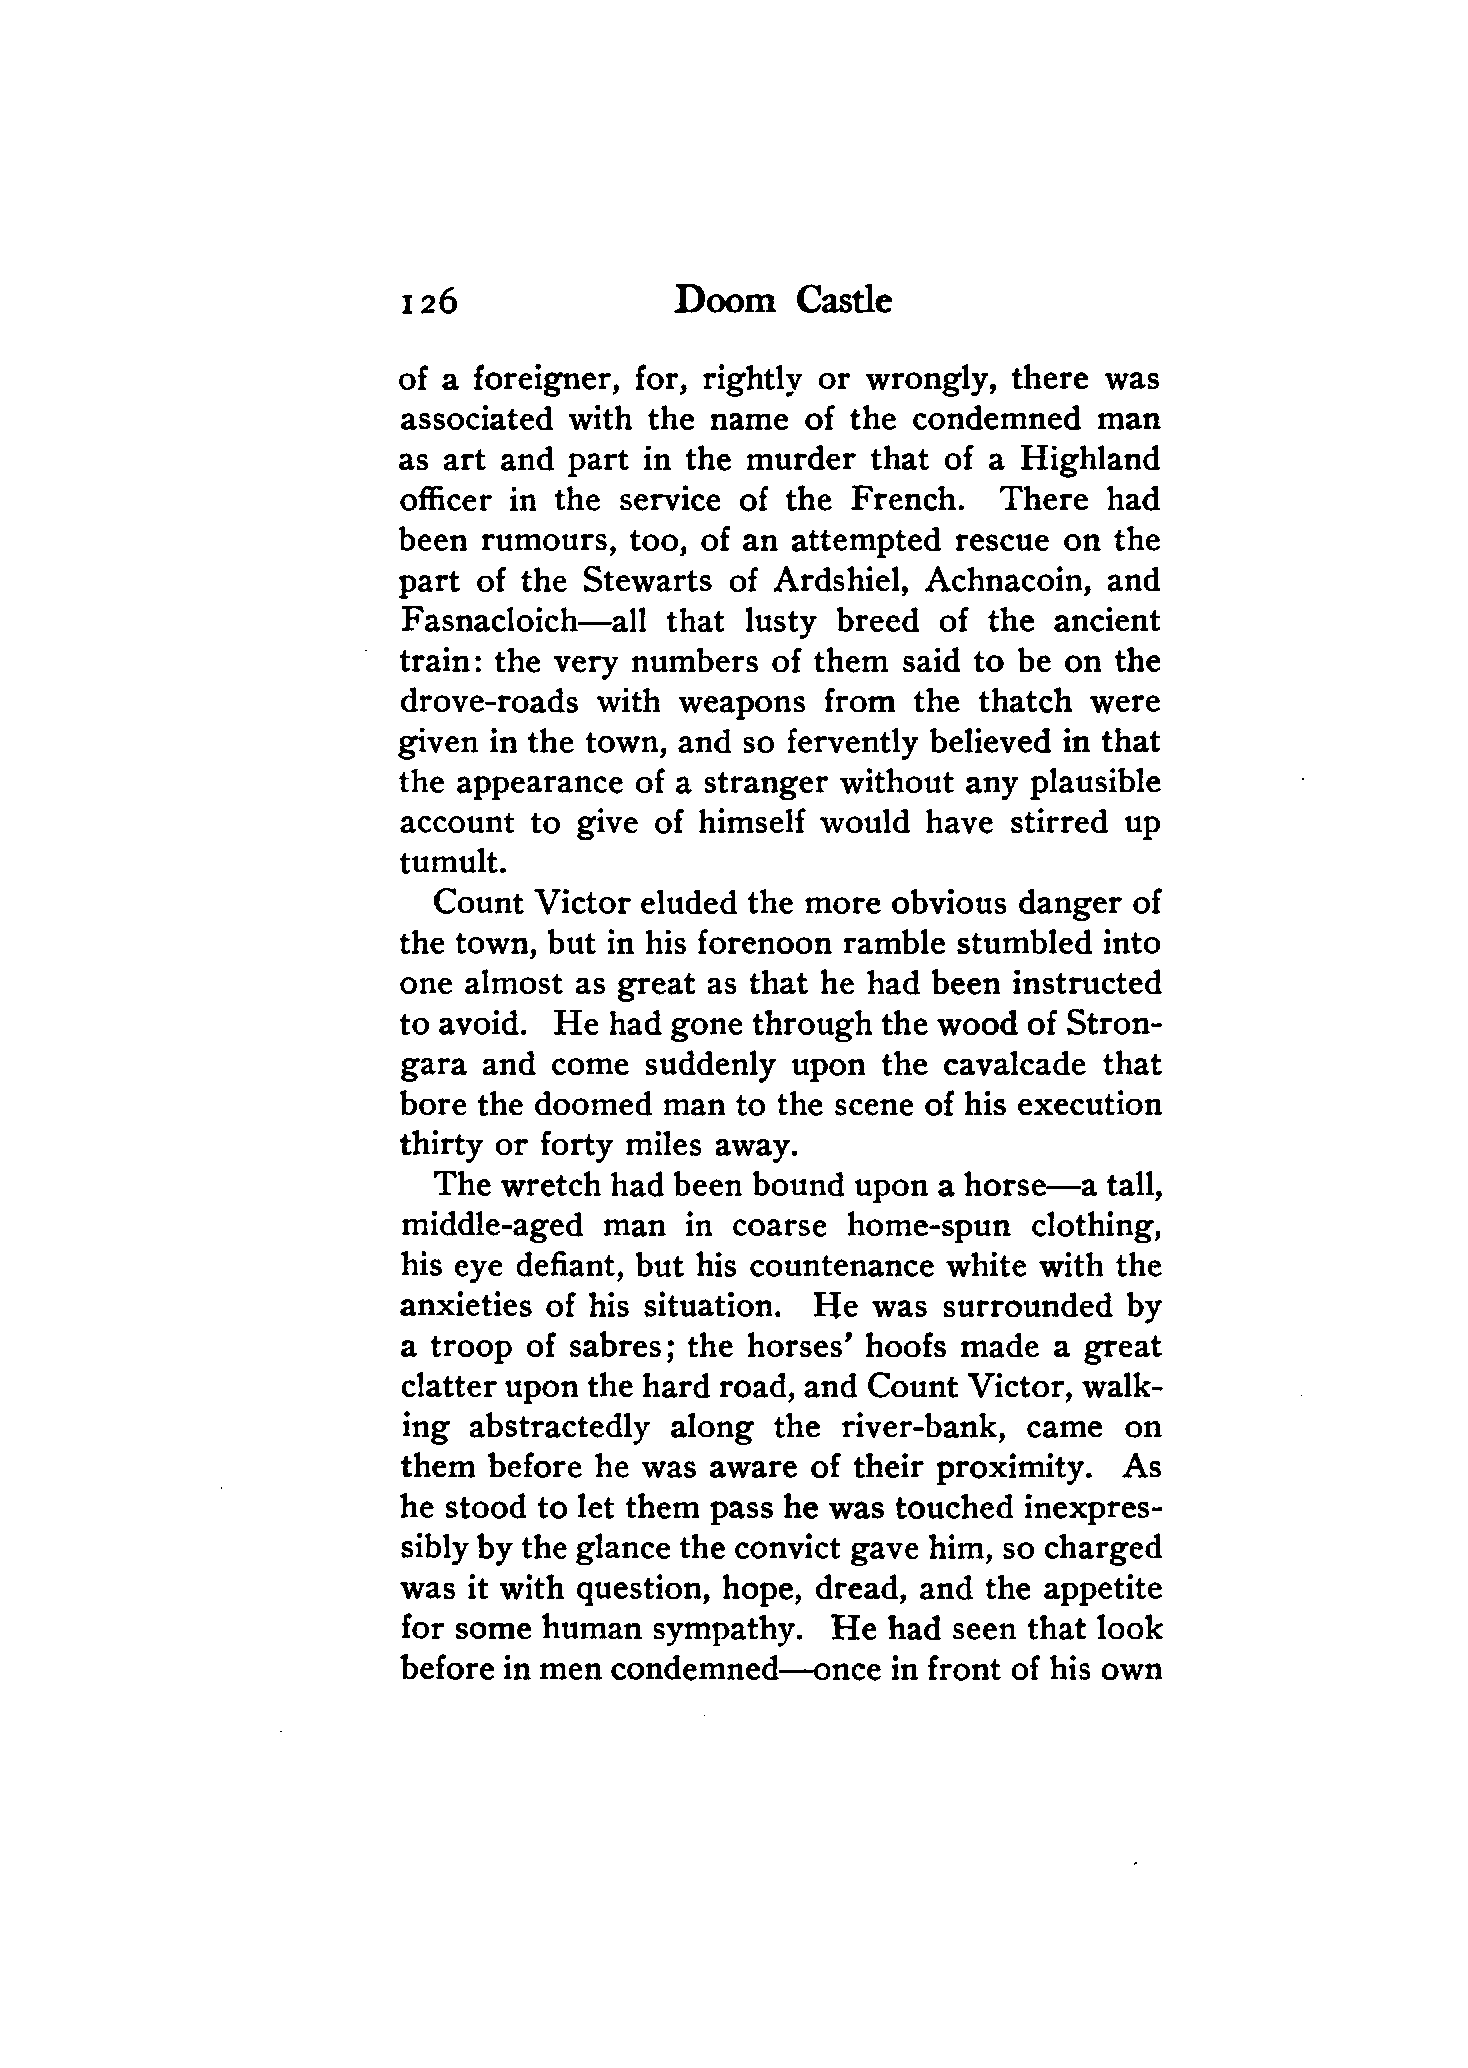 126 Doom Castle
of a foreigner, for, rightly or wrongly, there was
associated with the name of the condemned man
as art and part in the murder that of a Highland
officer in the service of the French. There had
been rumours, too, of an attempted rescue on the
part of the Stewarts of Ardshiel, Achnacoin, and
Fasnacloich—all that lusty breed of the ancient
train: the very numbers of them said to be on the
drove-roads with weapons from the thatch were
given in the town, and so fervently believed in that
the appearance of a stranger without any plausible
account to give of himself would have stirred up
tumult.
Count Victor eluded the more obvious danger of
the town, but in his forenoon ramble stumbled into
one almost as great as that he had been instructed
to avoid. He had gone through the wood of Stron-
gara and come suddenly upon the cavalcade that
bore the doomed man to the scene of his execution
thirty or forty miles away.
The wretch had been bound upon a horse—a tall,
middle-aged man in coarse home-spun clothing,
his eye defiant, but his countenance white with the
anxieties of his situation. He was surrounded by
a troop of sabres; the horses' hoofs made a great
clatter upon the hard road, and Count Victor, walk-
ing abstractedly along the river-bank, came on
them before he was aware of their proximity. As
he stood to let them pass he was touched inexpres-
sibly by the glance the convict gave him, so charged
was it with question, hope, dread, and the appetite
for some human sympathy. He had seen that look
before in men condemned—once in front of his own